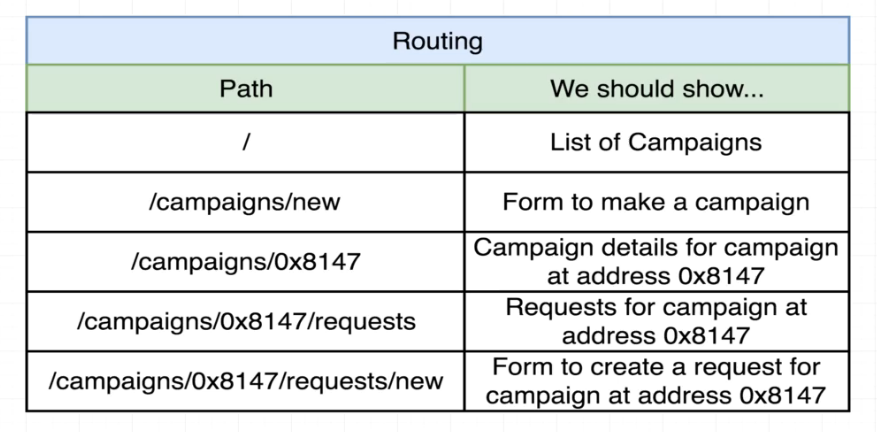 Routing
Path
We should show...
/
List of Campaigns
/campaigns/new
Form to make a campaign
/campaigns/0x8147
Campaign details for campaign
at address 0x8147
/campaigns/0x8147/requests
Requests for campaign at
address 0x8147
/campaigns/0x8147/requests/new
Form to create a request for
campaign at address 0x8147